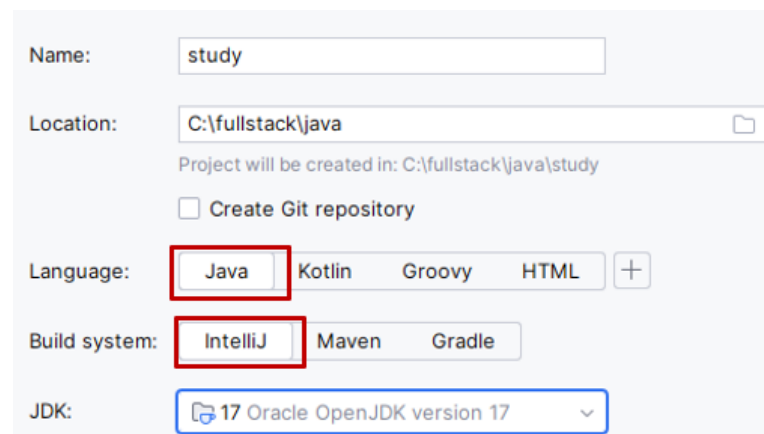 Name: study
Location: C:\fullstack\java
Project will be created in: C:\fullstack\java\study
Create Git repository
Language: Java Kotlin Groovy HTML +
Build system: IntelliJ Maven Gradle
JDK: 17 Oracle OpenJDK version 17